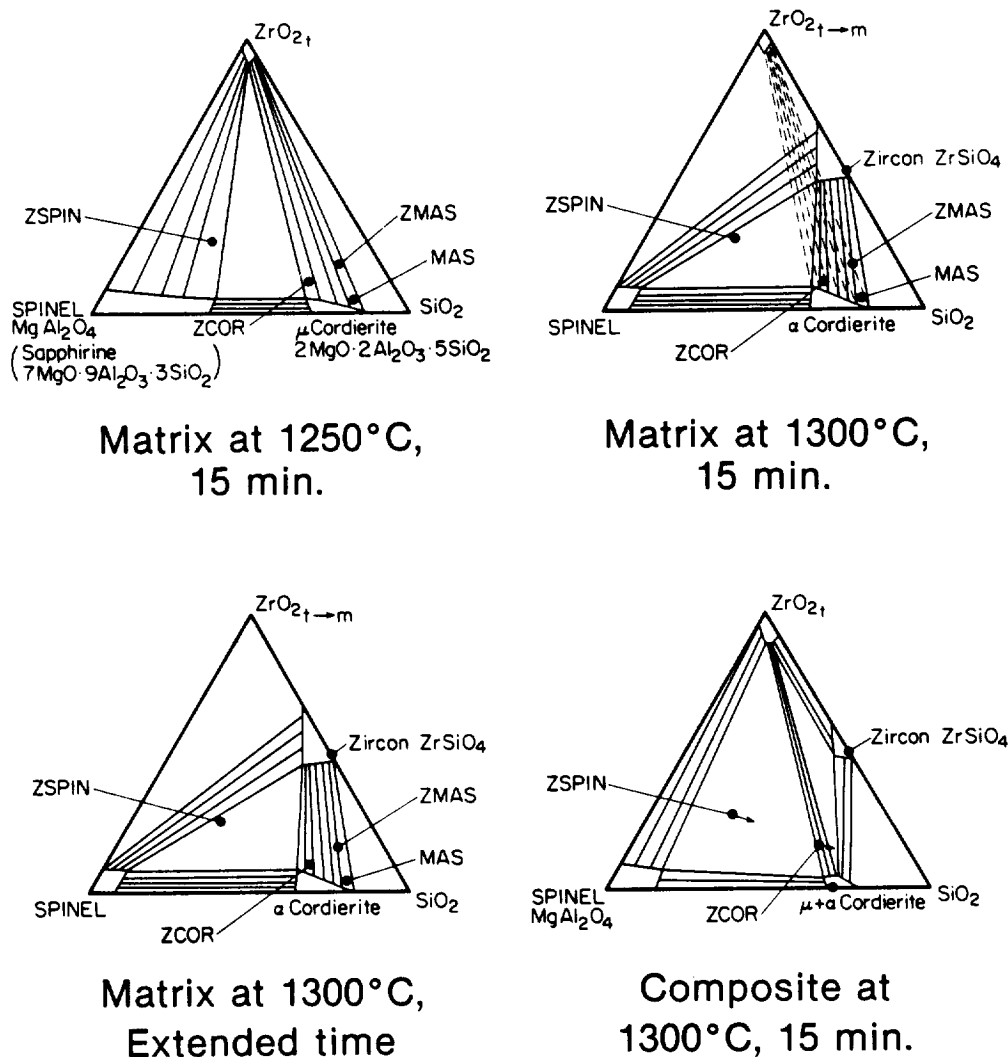 ZrO2t
ZSPIN
ZMAS
MAS
SPINEL
MgAl2O4
(Sapphirine
7MgO·9Al2O3·3SiO2)
ZCOR
μ Cordierite
2MgO·2Al2O3·5SiO2
SiO2
Matrix at 1250°C,
15 min.
ZrO2t→m
Zircon ZrSiO4
ZSPIN
ZMAS
MAS
SPINEL
α Cordierite
SiO2
ZCOR
Matrix at 1300°C,
15 min.
ZrO2t→m
Zircon ZrSiO4
ZSPIN
ZMAS
MAS
SPINEL
α Cordierite
SiO2
ZCOR
Matrix at 1300°C,
Extended time
ZrO2t
Zircon ZrSiO4
ZSPIN
SPINEL
MgAl2O4
ZCOR
μ+α Cordierite
SiO2
Composite at
1300°C, 15 min.